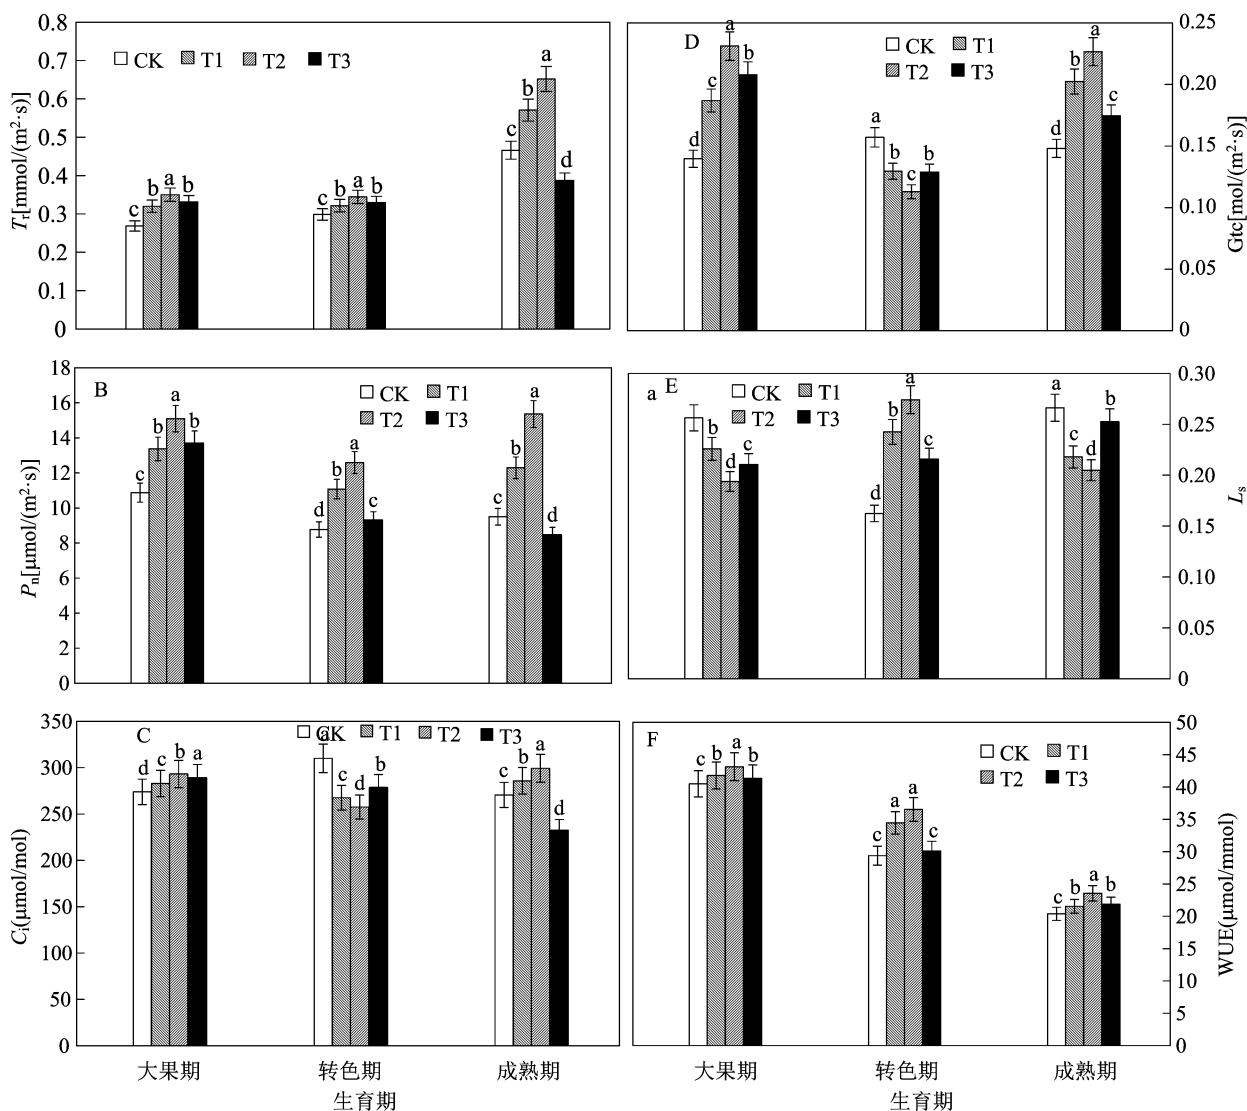 0.8
0.7
0.6
0.5
0.4
0.3
0.2
0.1
0
Tr[mmol/(m²·s)]
CK T1 T2 T3
c b a b
c b a b
c b a d
D
CK T1
T2 T3
d c a b
a b c b
d b a c
0.25
0.20
0.15
0.10
0.05
0
Gtc[mol/(m²·s)]
18
16
14
12
10
8
6
4
2
0
Pn[μmol/(m²·s)]
B
CK T1
T2 T3
c b a b
d b a c
c b a d
a E
CK T1
T2 T3
b d c
d b a c
a c d b
0.30
0.25
0.20
0.15
0.10
0.05
0
Ls
350
300
250
200
150
100
50
0
Ci(μmol/mol)
C
CK T1 T2 T3
d c b a
a c d b
c b a d
大果期 转色期 成熟期
生育期
F
CK T1
T2 T3
c b a b
c a a c
c b a b
50
45
40
35
30
25
20
15
10
5
0
WUE(μmol/mmol)
大果期 转色期 成熟期
生育期